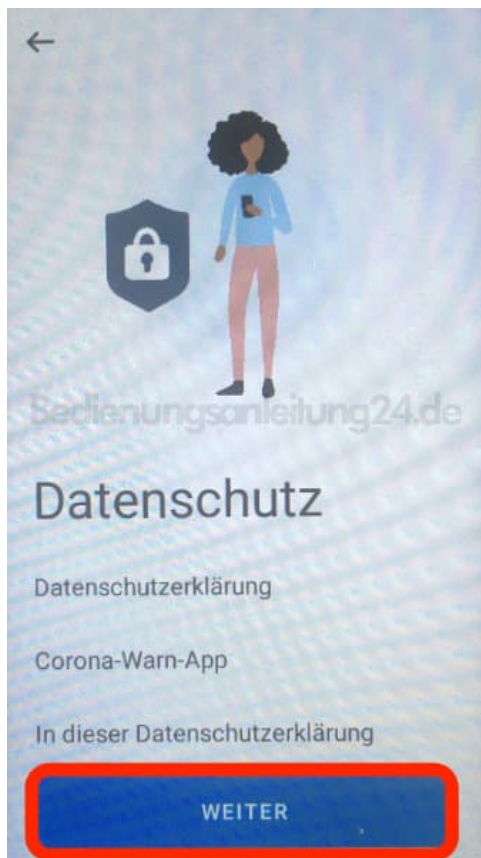 Bedienungsanleitung24.de
Datenschutz
Datenschutzerklärung
Corona-Warn-App
In dieser Datenschutzerklärung
WEITER